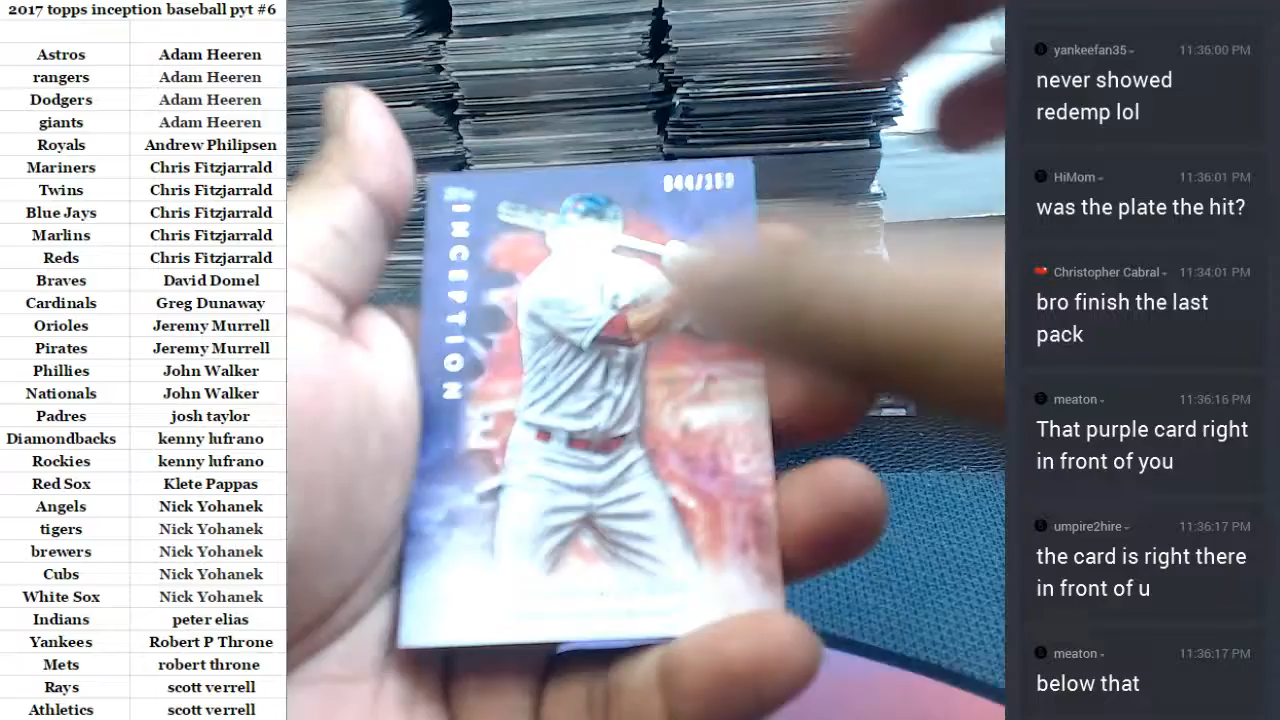 2017 topps inception baseball pyt #6
Astros Adam Heeren
rangers Adam Heeren
Dodgers Adam Heeren
giants Adam Heeren
Royals Andrew Philipsen
Mariners Chris Fitzjarrald
Twins Chris Fitzjarrald
Blue Jays Chris Fitzjarrald
Marlins Chris Fitzjarrald
Reds Chris Fitzjarrald
Braves David Domel
Cardinals Greg Dunaway
Orioles Jeremy Murrell
Pirates Jeremy Murrell
Phillies John Walker
Nationals John Walker
Padres josh taylor
Diamondbacks kenny lufrano
Rockies kenny lufrano
Red Sox Klete Pappas
Angels Nick Yohanek
tigers Nick Yohanek
brewers Nick Yohanek
Cubs Nick Yohanek
White Sox Nick Yohanek
Indians peter elias
Yankees Robert P Throne
Mets robert throne
Rays scott verrell
Athletics scott verrell
INCEPTION
yankeefan35 11:36:00 PM
never showed
redemp lol
HiMom 11:36:01 PM
was the plate the hit?
Christopher Cabral 11:34:01 PM
bro finish the last
pack
meaton 11:36:16 PM
That purple card right
in front of you
umpire2hire 11:36:17 PM
the card is right there
in front of u
meaton 11:36:17 PM
below that